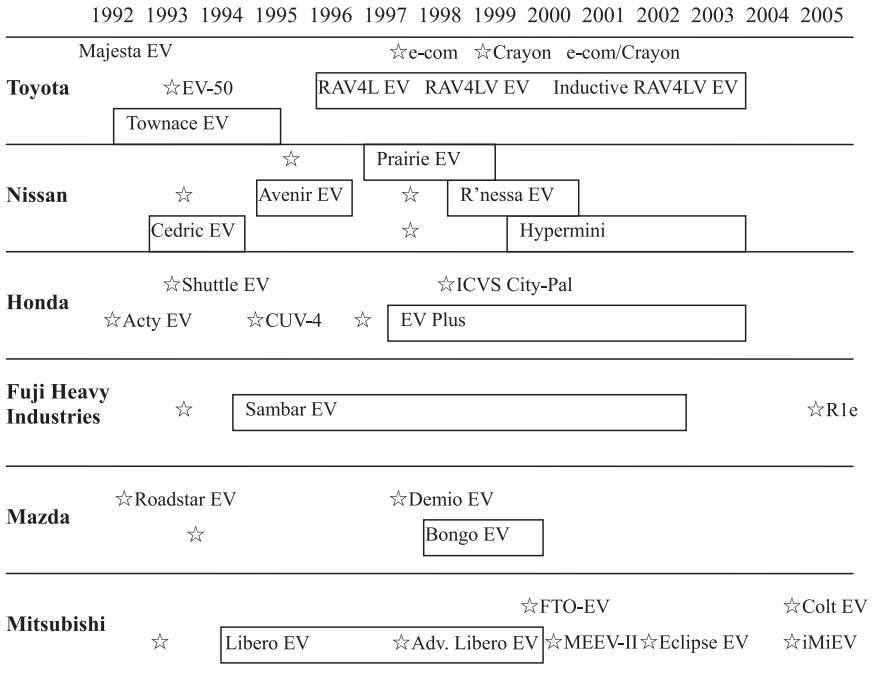 1992 1993 1994 1995 1996 1997 1998 1999 2000 2001 2002 2003 2004 2005
Majesta EV ☆e-com ☆Crayon e-com/Crayon
Toyota ☆EV-50 RAV4L EV RAV4LV EV Inductive RAV4LV EV
Townace EV
☆ Prairie EV
Nissan ☆ Avenir EV ☆ R’nessa EV
Cedric EV ☆ Hypermini
☆Shuttle EV ☆ICVS City-Pal
Honda
☆Acty EV ☆CUV-4 ☆ EV Plus
Fuji Heavy
Industries ☆ Sambar EV ☆R1e
☆Roadstar EV ☆Demio EV
Mazda
☆ Bongo EV
☆FTO-EV ☆Colt EV
Mitsubishi
☆ Libero EV ☆Adv. Libero EV ☆MEEV-II ☆Eclipse EV ☆iMiEV